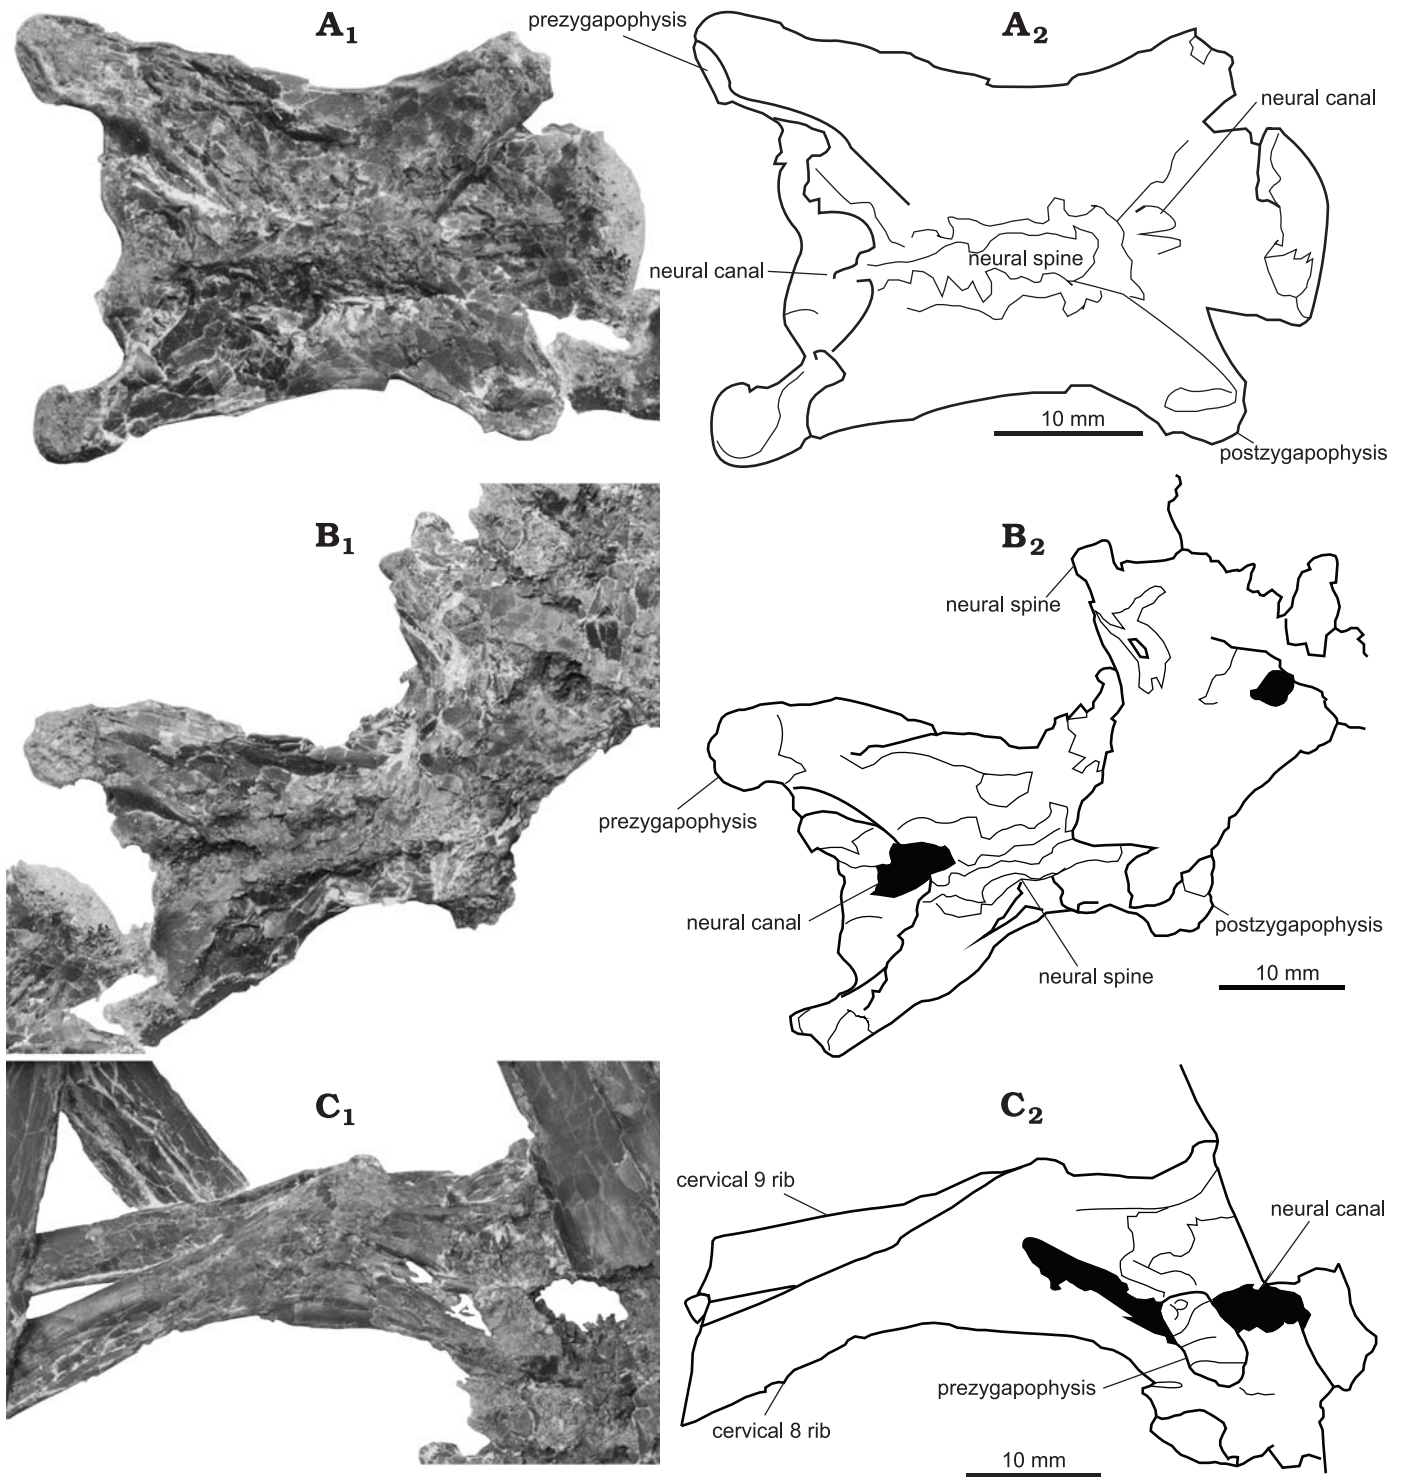 A1
A2
prezygapophysis
neural canal
neural canal
neural spine
10 mm
postzygapophysis
B1
B2
neural spine
prezygapophysis
neural canal
postzygapophysis
neural spine
10 mm
C1
C2
cervical 9 rib
neural canal
prezygapophysis
cervical 8 rib
10 mm